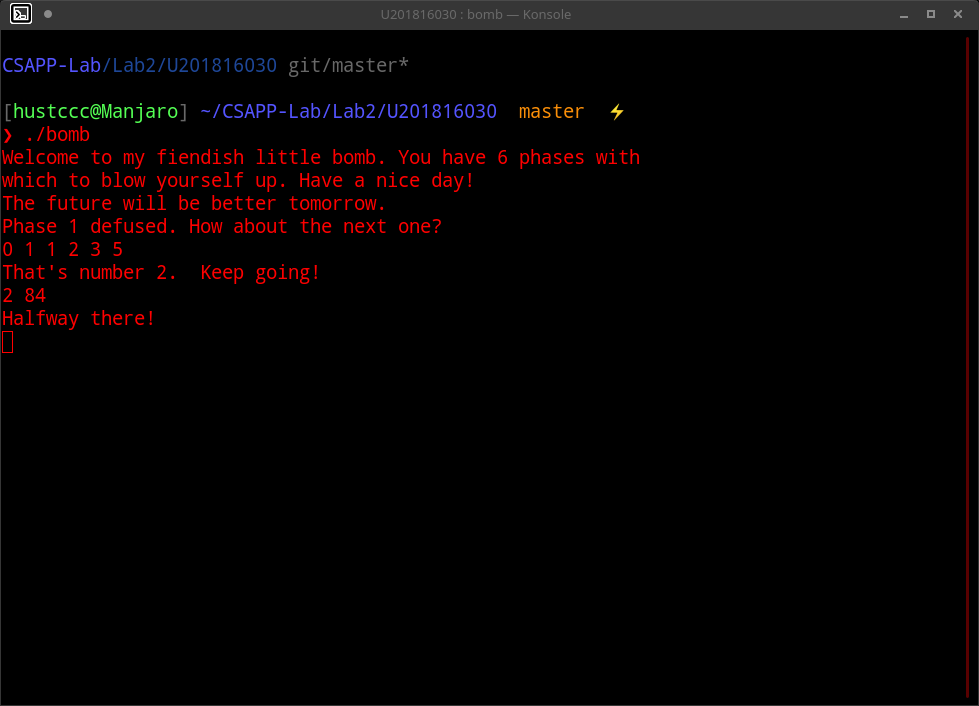 U201816030 : bomb — Konsole
CSAPP-Lab/Lab2/U201816030 git/master*
[hustccc@Manjaro] ~/CSAPP-Lab/Lab2/U201816030  master  ⚡
❯ ./bomb
Welcome to my fiendish little bomb. You have 6 phases with
which to blow yourself up. Have a nice day!
The future will be better tomorrow.
Phase 1 defused. How about the next one?
0 1 1 2 3 5
That's number 2.  Keep going!
2 84
Halfway there!